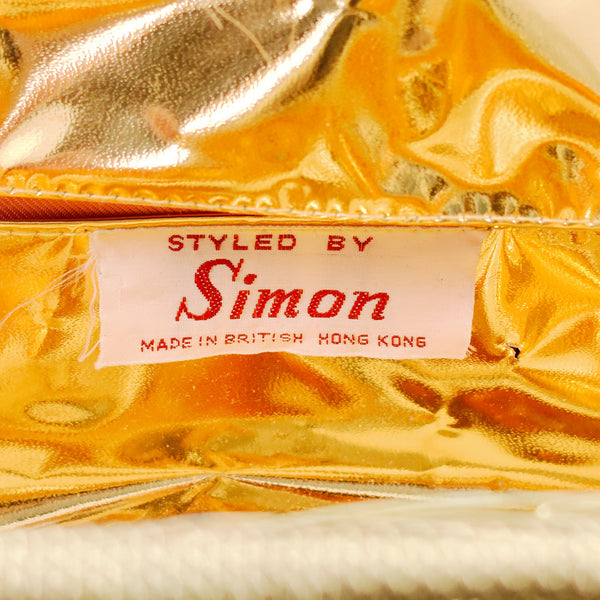 STYLED BY
Simon
MADE IN BRITISH HONG KONG